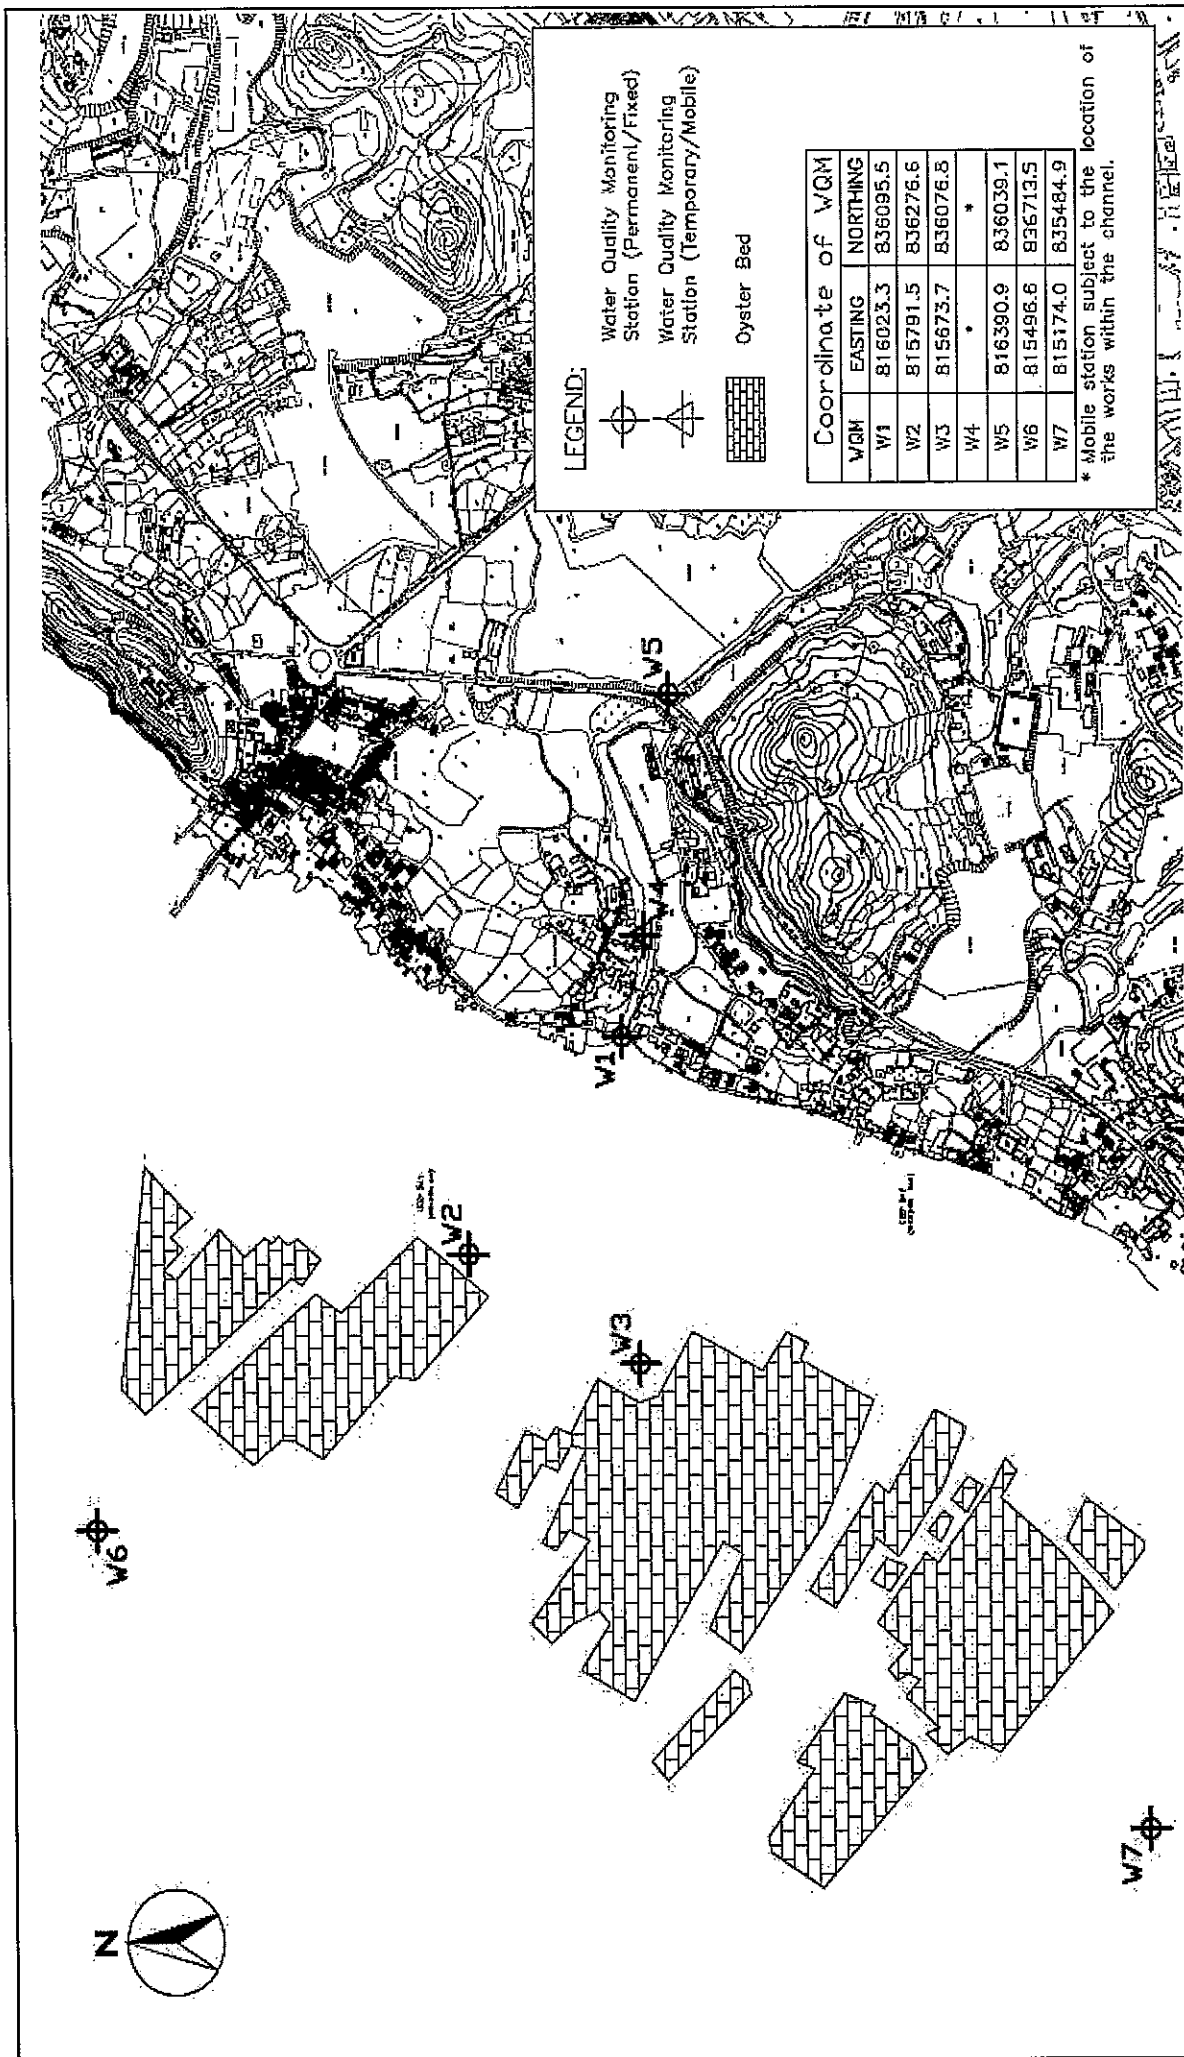 N
W6
W2
W3
W7
W1
W4
W5
LEGEND:
Water Quality Monitoring
Station (Permanent/Fixed)
Water Quality Monitoring
Station (Temporary/Mobile)
Oyster Bed
Coordinate of WQM
WQM EASTING NORTHING
W1 816023.3 836095.5
W2 815791.5 836276.6
W3 815673.7 836076.8
W4 * *
W5 816390.9 836039.1
W6 815496.6 836713.5
W7 815174.0 835484.9
* Mobile station subject to the location of
the works within the channel.